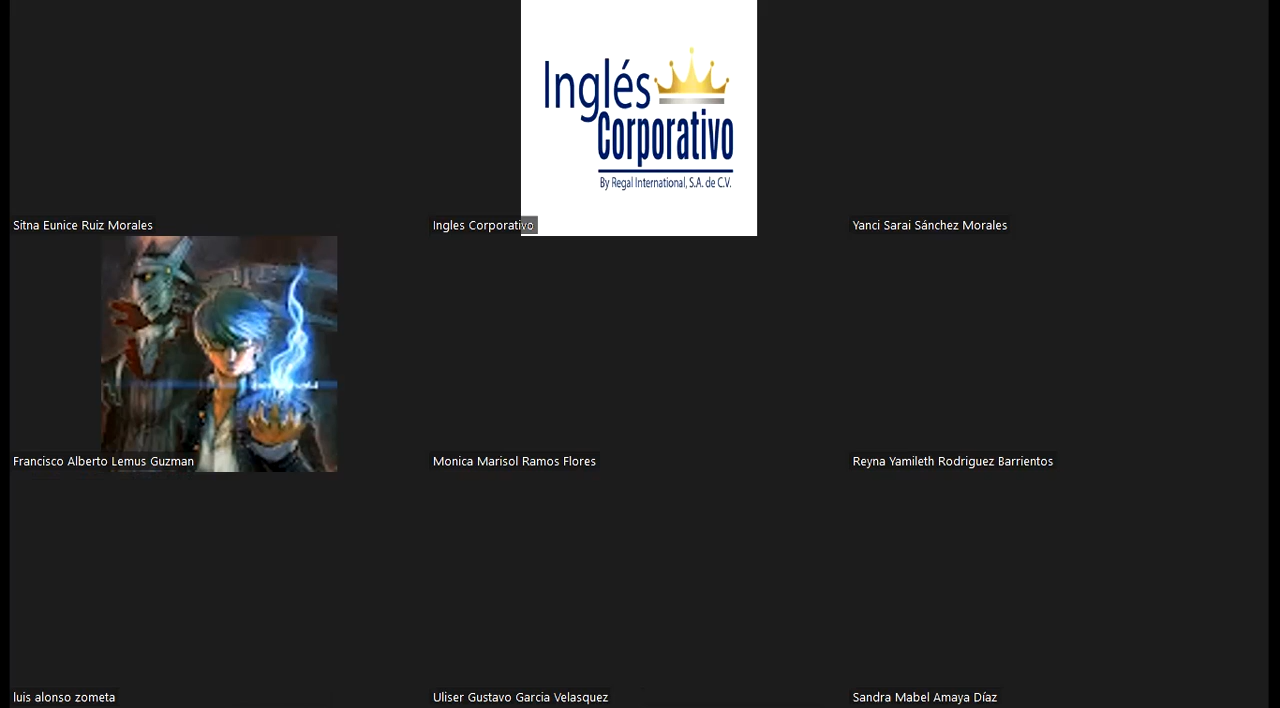 Inglés
Corporativo
By Regal International, S.A. de C.V.
Sitna Eunice Ruiz Morales
Ingles Corporativo
Yanci Sarai Sánchez Morales
Francisco Alberto Lemus Guzman
Monica Marisol Ramos Flores
Reyna Yamileth Rodriguez Barrientos
luis alonso zometa
Uliser Gustavo Garcia Velasquez
Sandra Mabel Amaya Díaz